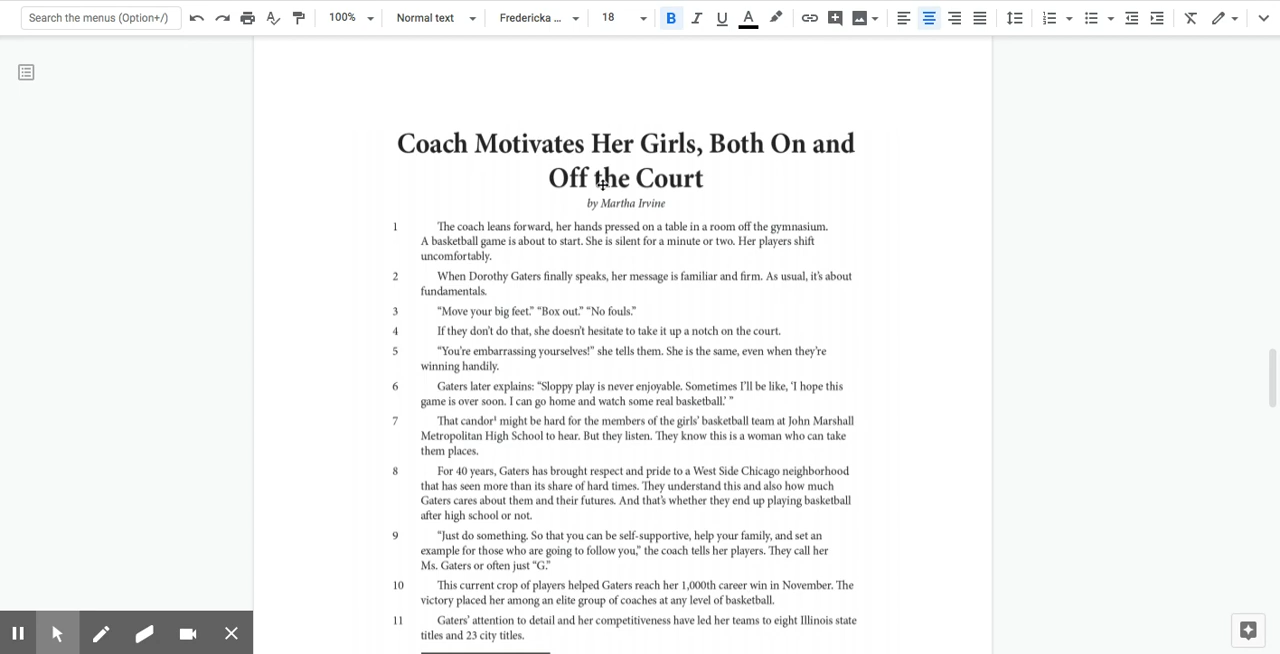 Search the menus (Option+/)
100%
Normal text
Fredericka ...
18
B
I
U
A
Coach Motivates Her Girls, Both On and
Off the Court
by Martha Irvine
1 The coach leans forward, her hands pressed on a table in a room off the gymnasium.
A basketball game is about to start. She is silent for a minute or two. Her players shift
uncomfortably.
2 When Dorothy Gaters finally speaks, her message is familiar and firm. As usual, it's about
fundamentals.
3 “Move your big feet.” “Box out.” “No fouls.”
4 If they don't do that, she doesn't hesitate to take it up a notch on the court.
5 “You're embarrassing yourselves!” she tells them. She is the same, even when they're
winning handily.
6 Gaters later explains: “Sloppy play is never enjoyable. Sometimes I'll be like, ‘I hope this
game is over soon. I can go home and watch some real basketball.’ ”
7 That candor¹ might be hard for the members of the girls' basketball team at John Marshall
Metropolitan High School to hear. But they listen. They know this is a woman who can take
them places.
8 For 40 years, Gaters has brought respect and pride to a West Side Chicago neighborhood
that has seen more than its share of hard times. They understand this and also how much
Gaters cares about them and their futures. And that's whether they end up playing basketball
after high school or not.
9 “Just do something. So that you can be self-supportive, help your family, and set an
example for those who are going to follow you,” the coach tells her players. They call her
Ms. Gaters or often just “G.”
10 This current crop of players helped Gaters reach her 1,000th career win in November. The
victory placed her among an elite group of coaches at any level of basketball.
11 Gaters' attention to detail and her competitiveness have led her teams to eight Illinois state
titles and 23 city titles.